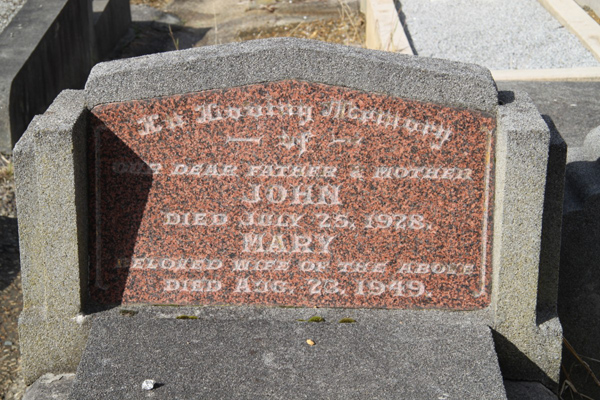 In Loving Memory
of
OUR DEAR FATHER & MOTHER
JOHN
DIED JULY 25, 1928.
MARY
BELOVED WIFE OF THE ABOVE
DIED AUG. 23, 1949.